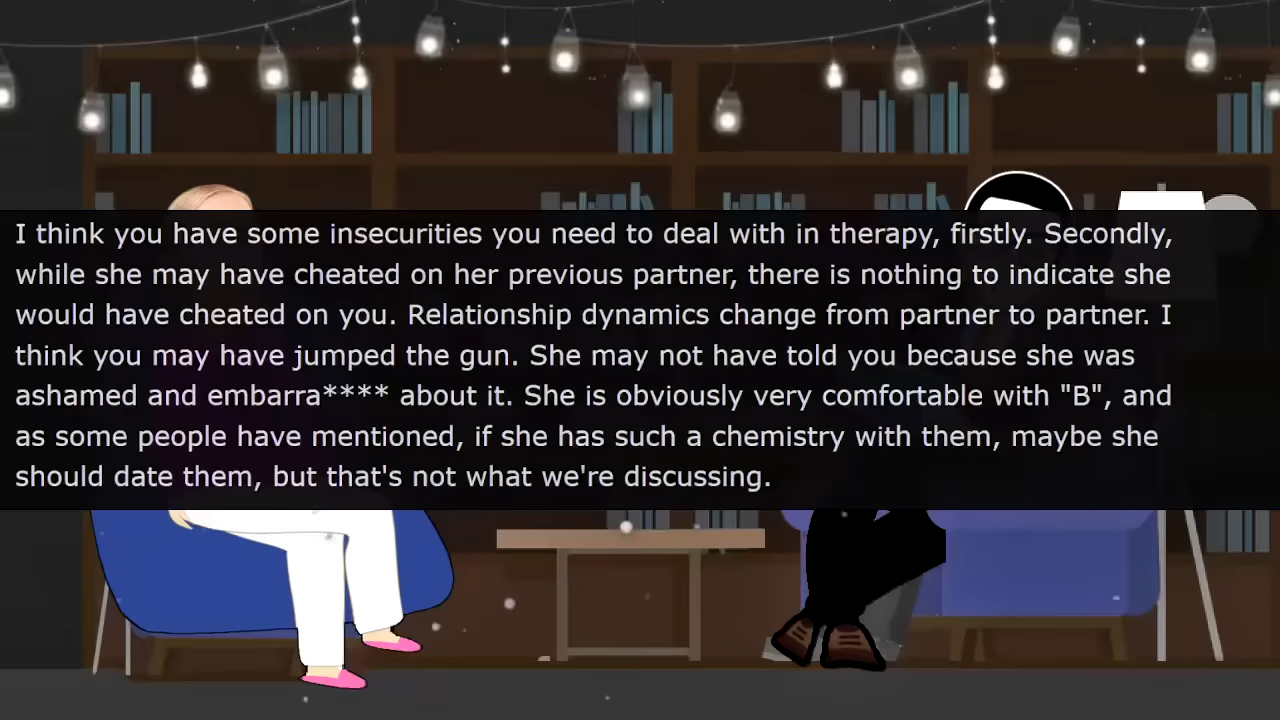 I think you have some insecurities you need to deal with in therapy, firstly. Secondly,
while she may have cheated on her previous partner, there is nothing to indicate she
would have cheated on you. Relationship dynamics change from partner to partner. I
think you may have jumped the gun. She may not have told you because she was
ashamed and embarra**** about it. She is obviously very comfortable with "B", and
as some people have mentioned, if she has such a chemistry with them, maybe she
should date them, but that's not what we're discussing.